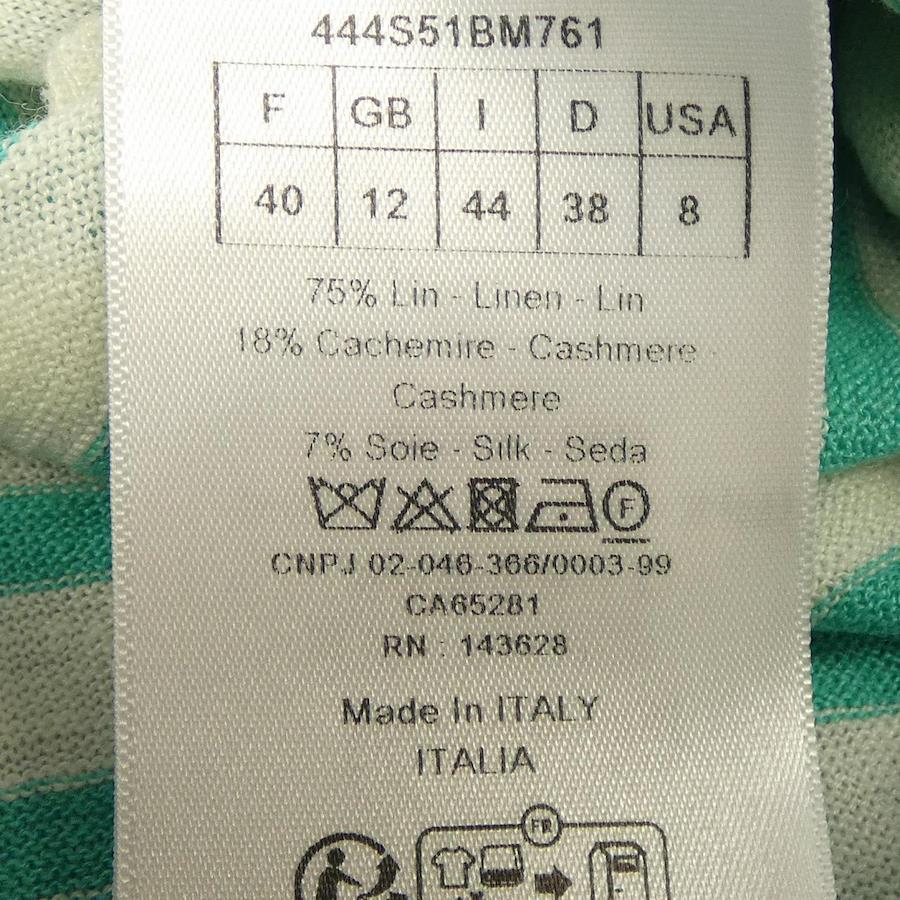 444S51BM761
F GB I D USA
40 12 44 38 8
75% Lin - Linen - Lin
18% Cachemire - Cashmere -
Cashmere
7% Soie - Silk - Seda
F
CNPJ 02-046-366/0003-99
CA65281
RN : 143628
Made In ITALY
ITALIA
FR